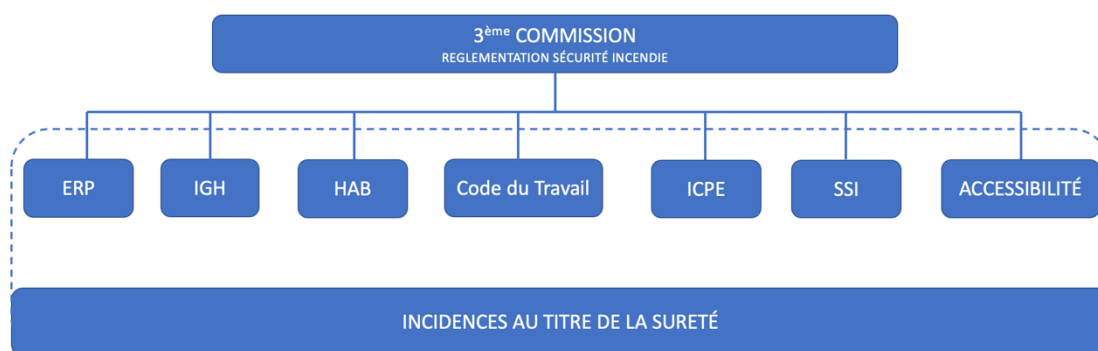 3ème COMMISSION
REGLEMENTATION SÉCURITÉ INCENDIE
ERP
IGH
HAB
Code du Travail
ICPE
SSI
ACCESSIBILITÉ
INCIDENCES AU TITRE DE LA SURETÉ